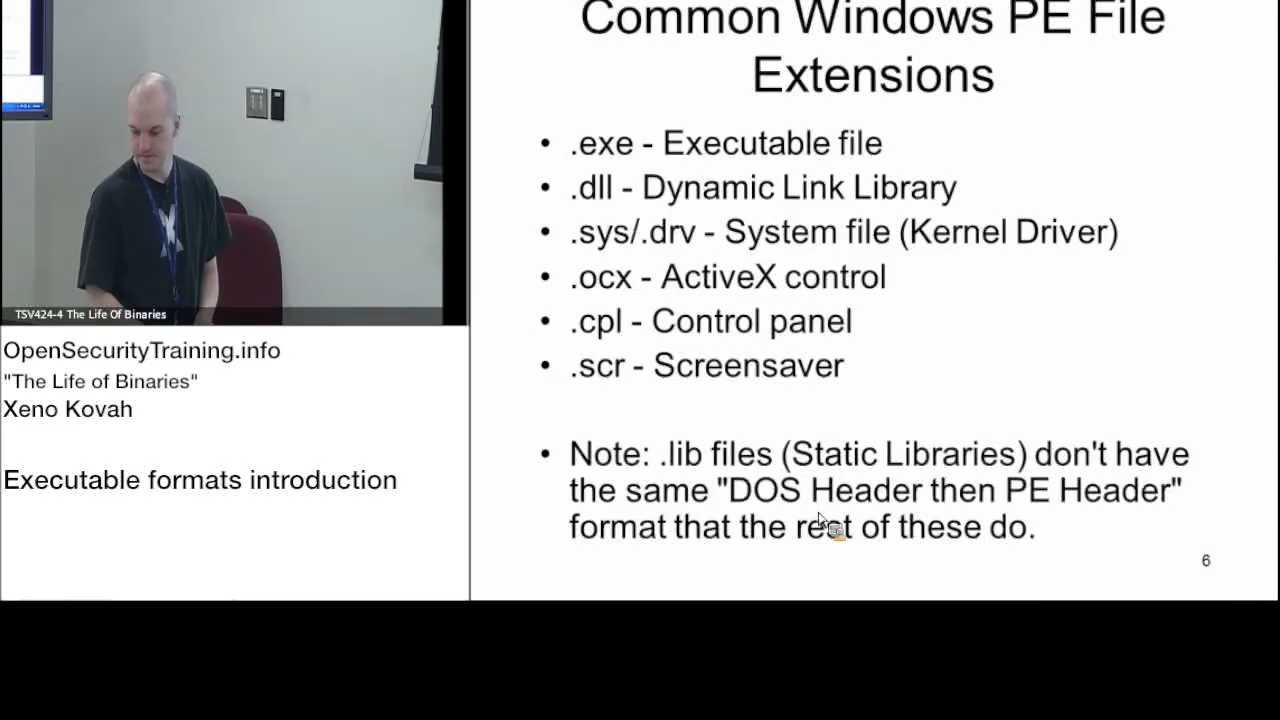 Common Windows PE File
Extensions
• .exe - Executable file
• .dll - Dynamic Link Library
• .sys/.drv - System file (Kernel Driver)
• .ocx - ActiveX control
• .cpl - Control panel
• .scr - Screensaver
• Note: .lib files (Static Libraries) don't have
the same "DOS Header then PE Header"
format that the rest of these do.
6
TSV424-4 The Life Of Binaries
OpenSecurityTraining.info
"The Life of Binaries"
Xeno Kovah
Executable formats introduction